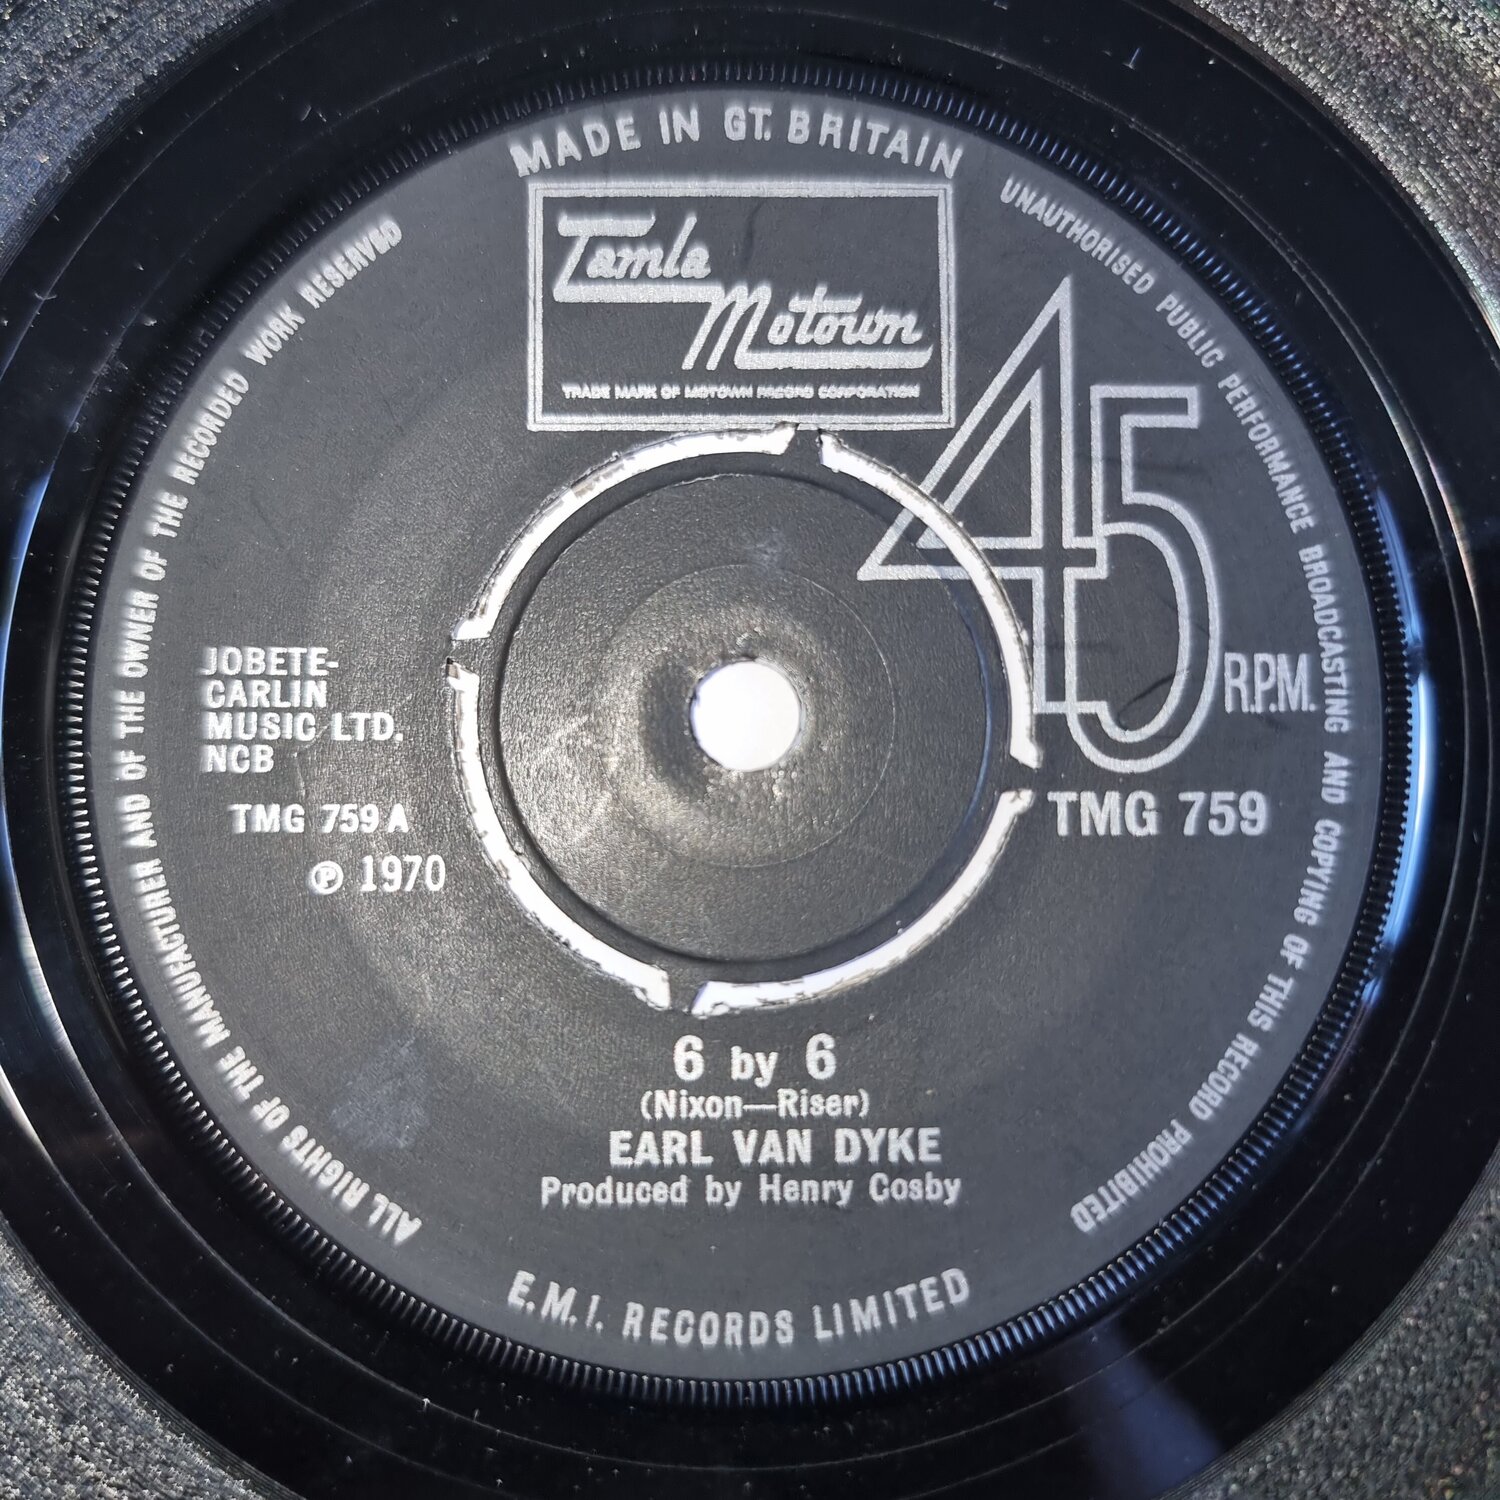 MADE IN GT. BRITAIN
Tamla
Motown
TRADE MARK OF MOTOWN RECORD CORPORATION
UNAUTHORISED PUBLIC PERFORMANCE BROADCASTING AND COPYING OF THIS RECORD PROHIBITED
ALL RIGHTS OF THE MANUFACTURER AND OF THE OWNER OF THE RECORDED WORK RESERVED
45
R.P.M.
JOBETE-
CARLIN
MUSIC LTD.
NCB
TMG 759 A
℗ 1970
TMG 759
6 by 6
(Nixon—Riser)
EARL VAN DYKE
Produced by Henry Cosby
E.M.I. RECORDS LIMITED